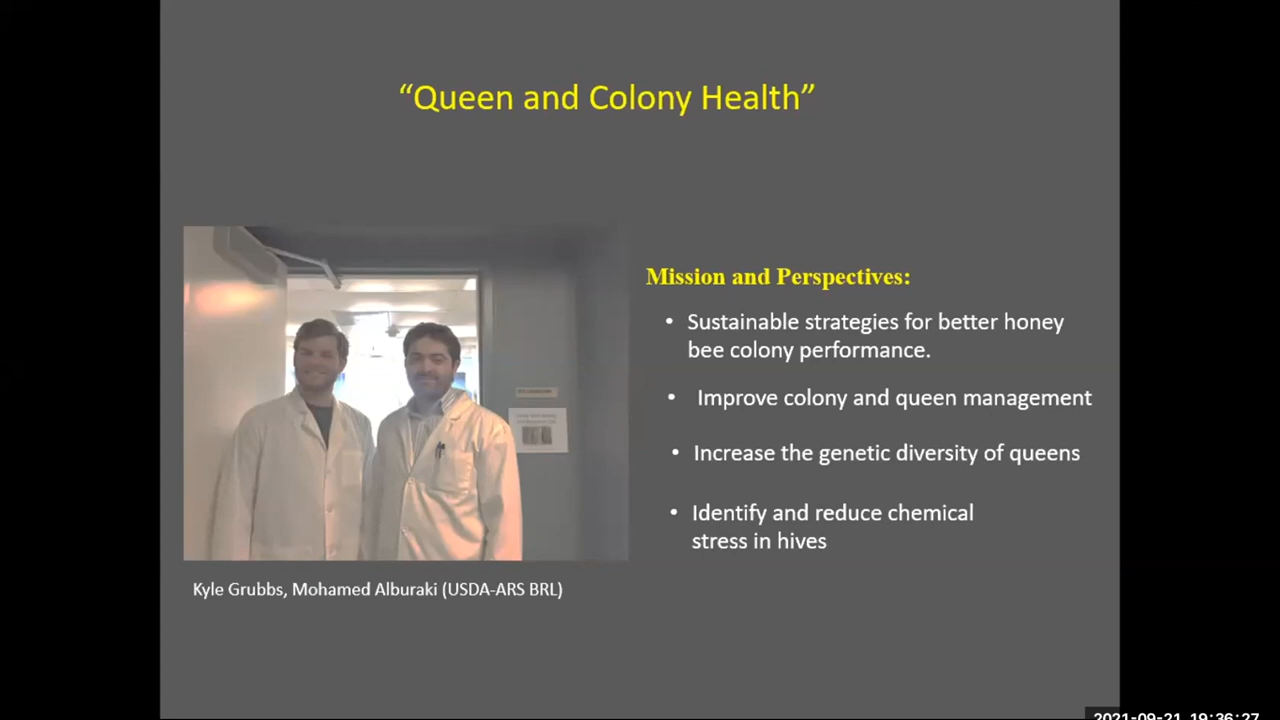 “Queen and Colony Health”
Mission and Perspectives:
• Sustainable strategies for better honey
bee colony performance.
• Improve colony and queen management
• Increase the genetic diversity of queens
• Identify and reduce chemical
stress in hives
Kyle Grubbs, Mohamed Alburaki (USDA-ARS BRL)
2021-09-21 19:36:27